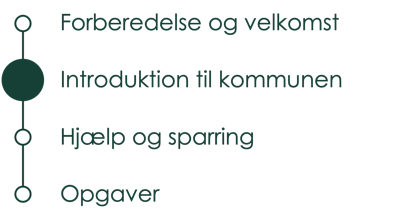 Forberedelse og velkomst
Introduktion til kommunen
Hjælp og sparring
Opgaver